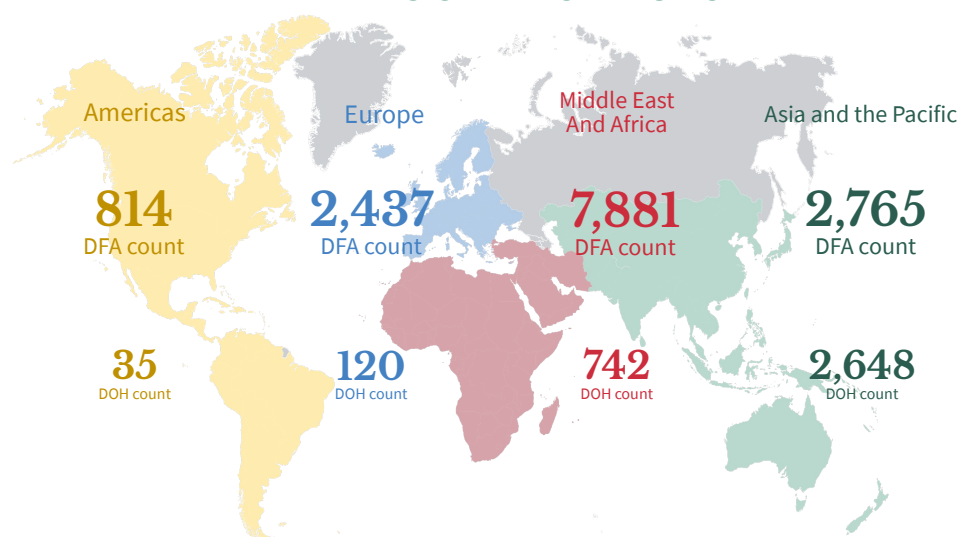 Americas
814
DFA count
35
DOH count
Europe
2,437
DFA count
120
DOH count
Middle East
And Africa
7,881
DFA count
742
DOH count
Asia and the Pacific
2,765
DFA count
2,648
DOH count